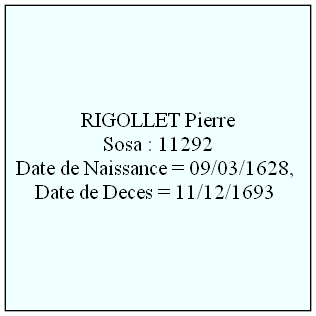 RIGOLLET Pierre
Sosa : 11292
Date de Naissance = 09/03/1628,
Date de Deces = 11/12/1693